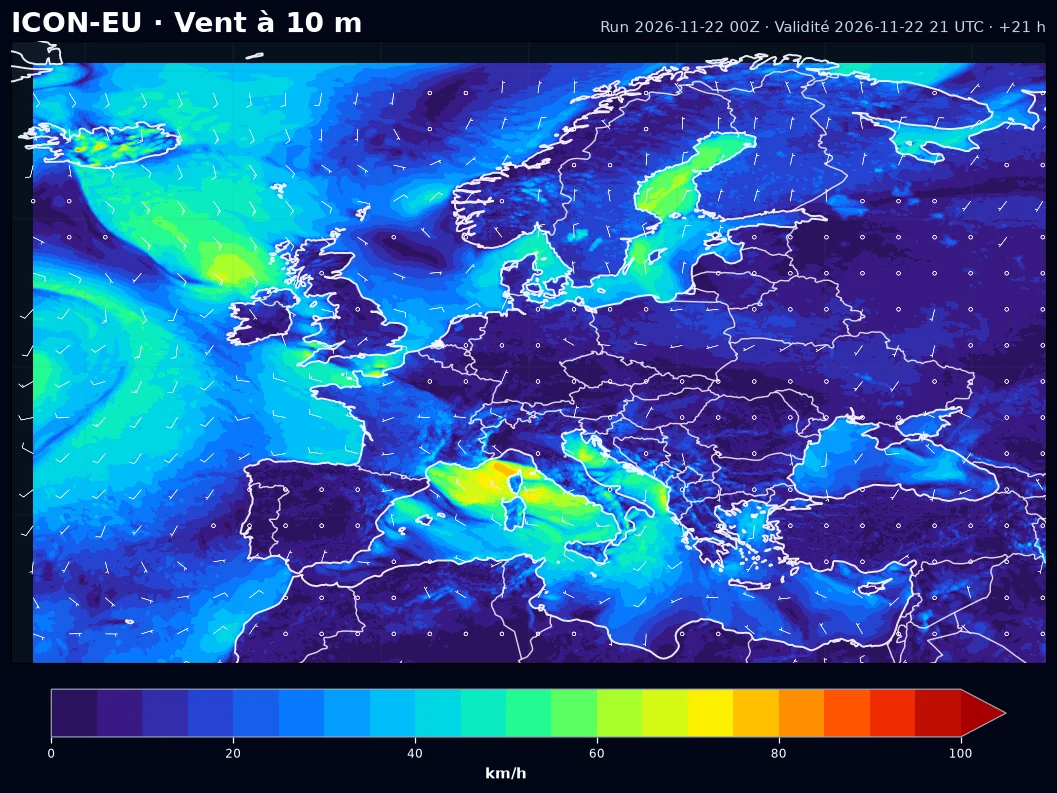 ICON-EU · Vent à 10 m
Run 2026-11-22 00Z · Validité 2026-11-22 21 UTC · +21 h
0 20 40 60 80 100
km/h